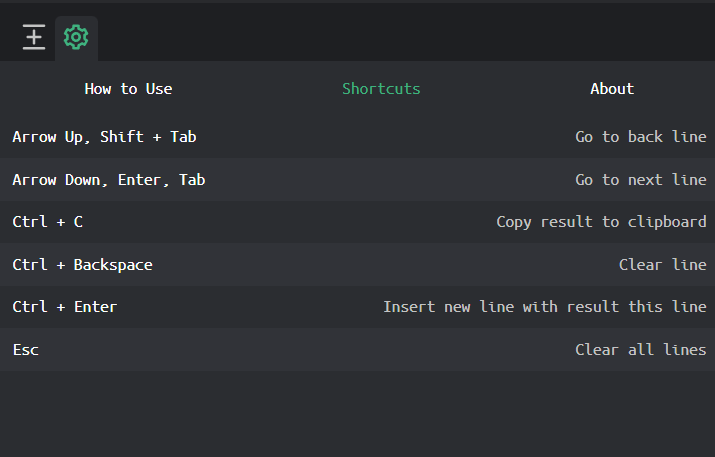 How to Use Shortcuts About
Arrow Up, Shift + Tab Go to back line
Arrow Down, Enter, Tab Go to next line
Ctrl + C Copy result to clipboard
Ctrl + Backspace Clear line
Ctrl + Enter Insert new line with result this line
Esc Clear all lines